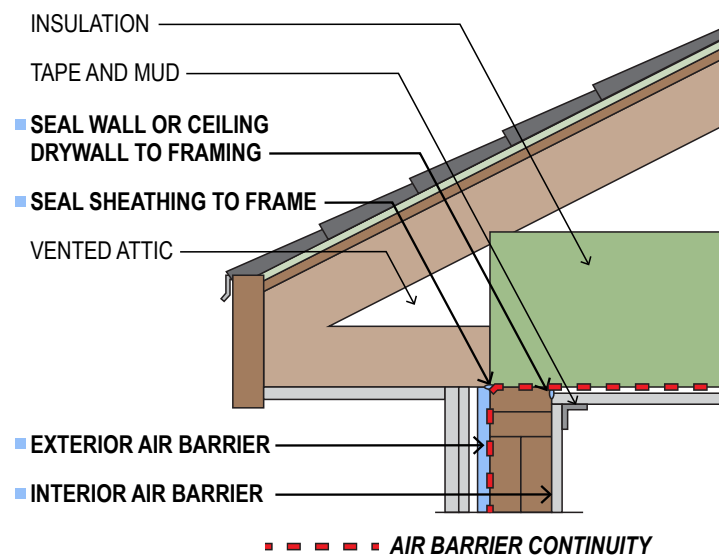 INSULATION
TAPE AND MUD
SEAL WALL OR CEILING
DRYWALL TO FRAMING
SEAL SHEATHING TO FRAME
VENTED ATTIC
EXTERIOR AIR BARRIER
INTERIOR AIR BARRIER
AIR BARRIER CONTINUITY